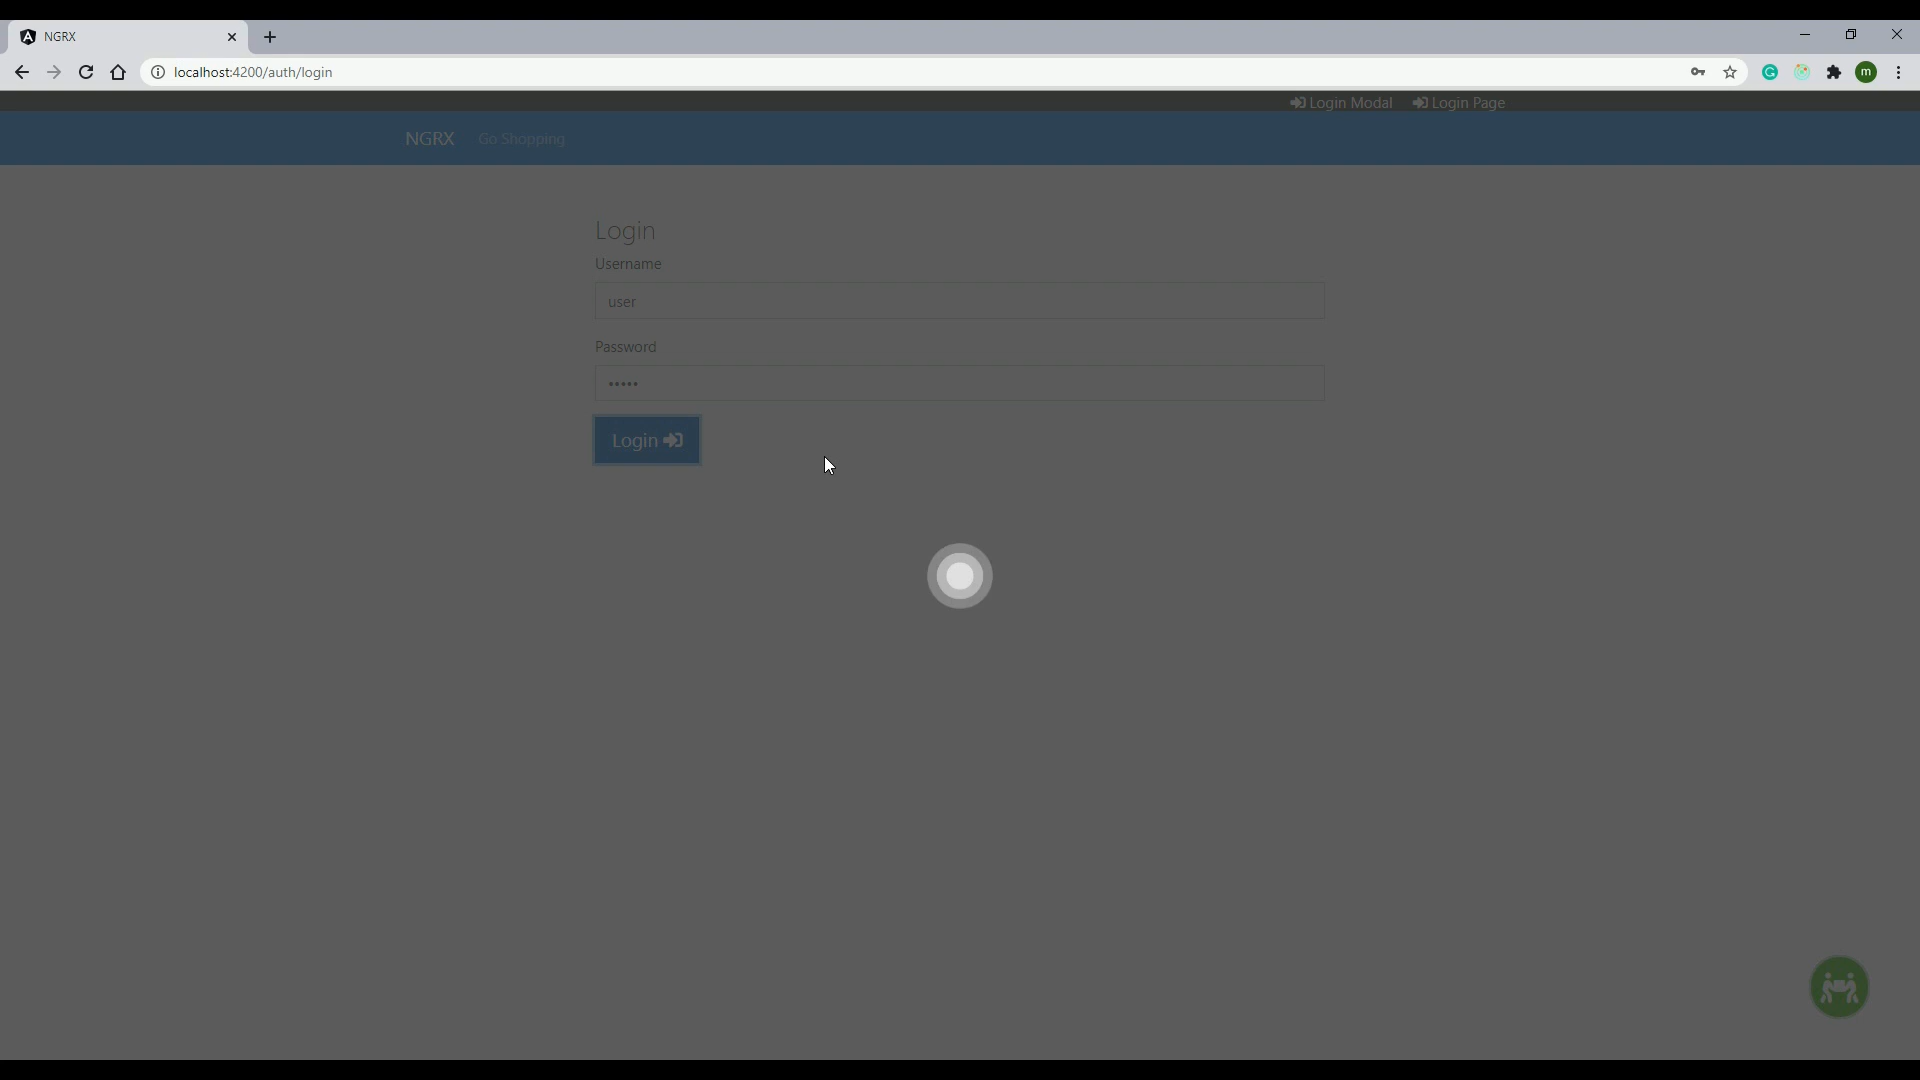 NGRX
localhost:4200/auth/login
m
Login Modal Login Page
NGRX Go Shopping
Login
Username
user
Password
•••••
Login